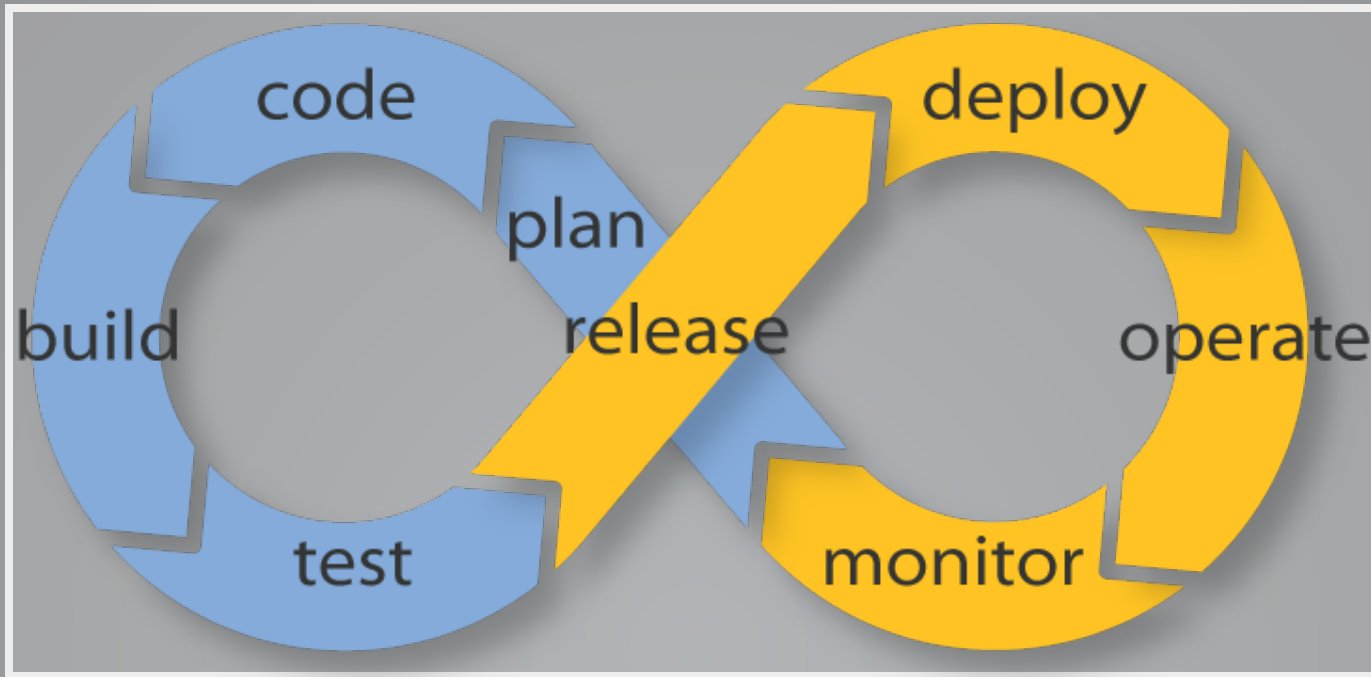 code
deploy
plan
build
release
operate
test
monitor